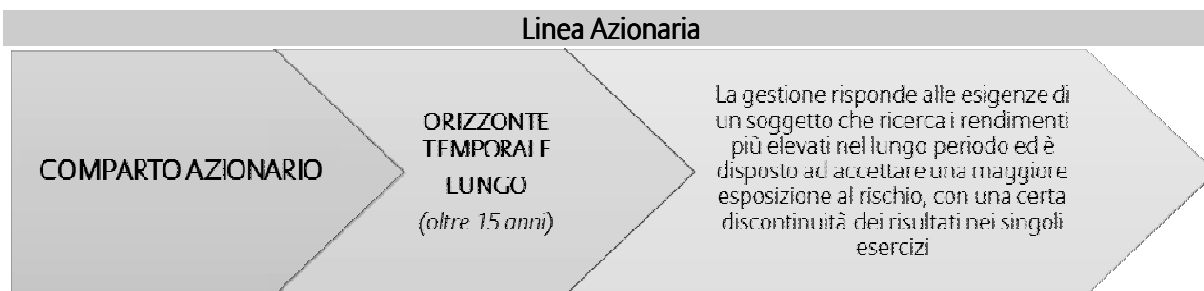 Linea Azionaria
COMPARTO AZIONARIO
ORIZZONTE
TEMPORALE
LUNGO
(oltre 15 anni)
La gestione risponde alle esigenze di
un soggetto che ricerca i rendimenti
più elevati nel lungo periodo ed è
disposto ad accettare una maggiore
esposizione al rischio, con una certa
discontinuità dei risultati nei singoli
esercizi